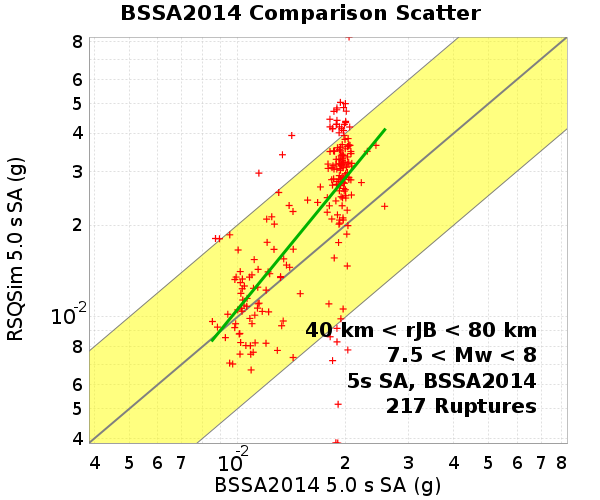 BSSA2014 Comparison Scatter
RSQSim 5.0 s SA (g)
8
6
5
4
3
2
10-2
8
7
6
5
4
40 km < rJB < 80 km
7.5 < Mw < 8
5s SA, BSSA2014
217 Ruptures
4 5 6 7 10-2 2 3 4 5 6 7 8
BSSA2014 5.0 s SA (g)